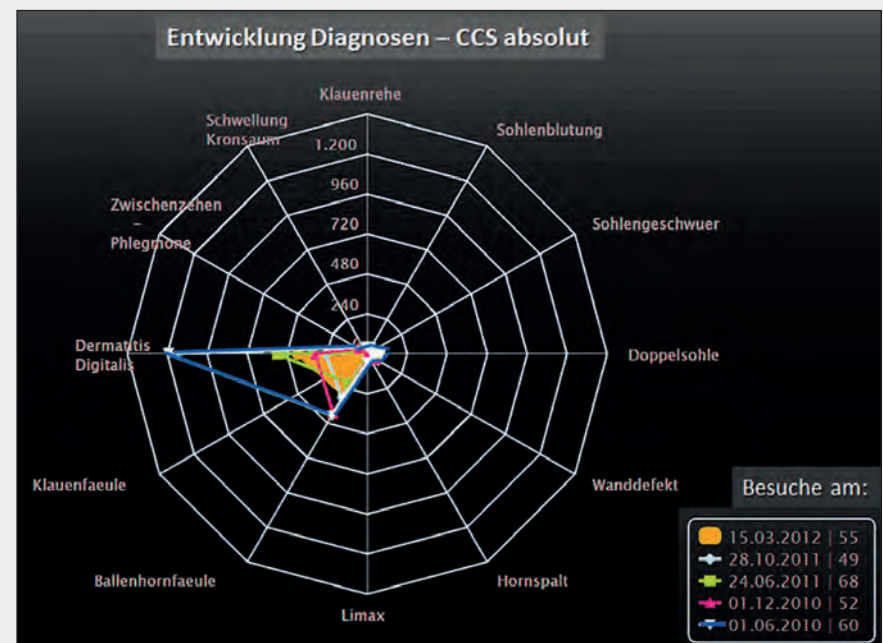 Entwicklung Diagnosen – CCS absolut
Klauenrehe
Schwellung
Kronsaum
Sohlenblutung
1.200
960
Zwischenzehen
–
Phlegmone
720
Sohlengeschwuer
480
240
0
Dermatitis
Digitalis
Doppelsohle
Klauenfaeule
Wanddefekt
Ballenhornfaeule
Hornspalt
Limax
Besuche am:
15.03.2012 | 55
28.10.2011 | 49
24.06.2011 | 68
01.12.2010 | 52
01.06.2010 | 60